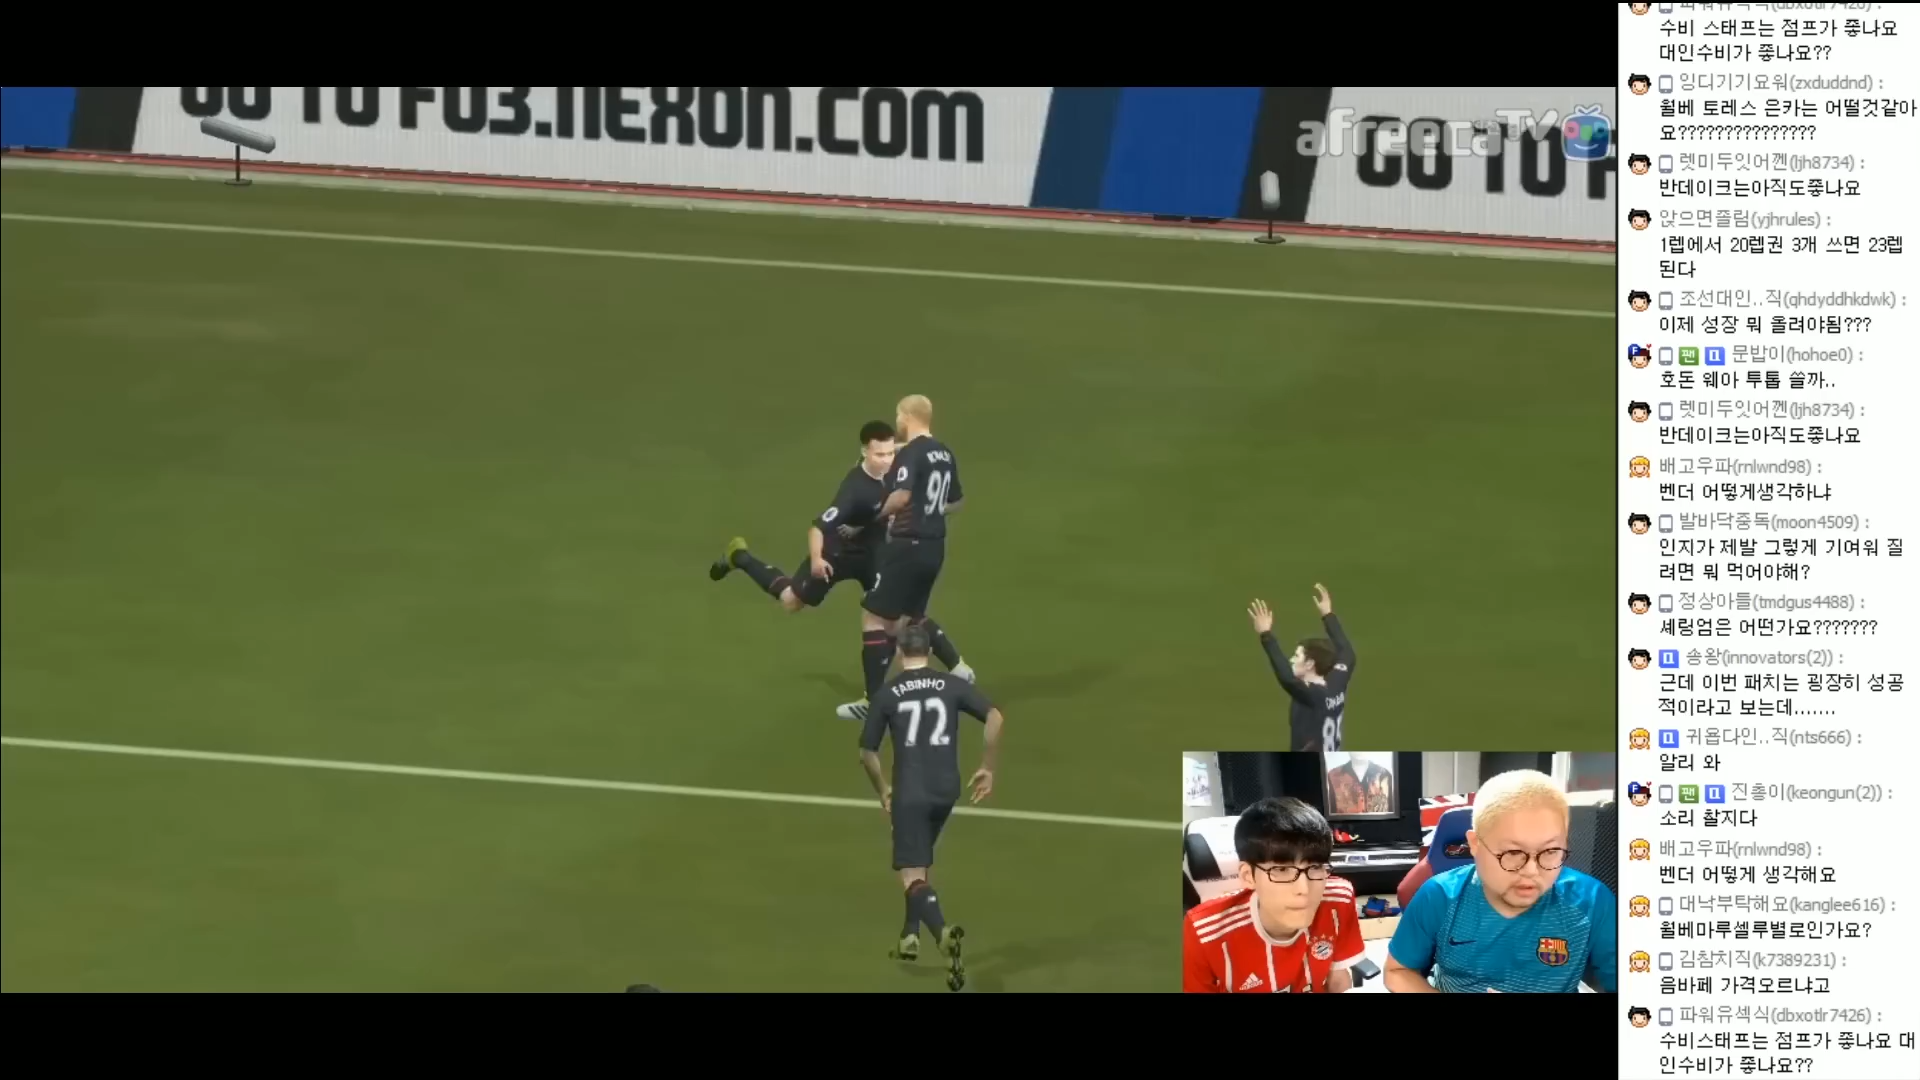 GO TO FO3.NEXON.COM
GO TO F
afreecaTV
90
FABINHO
72
수비 스태프는 점프가 좋나요
대인수비가 좋나요??
잉디기기요워(zxduddnd) :
월베 토레스 은카는 어떨것같아
요???????????????
렛미두잇어껜(ljh8734) :
반데이크는아직도좋나요
앉으면쫄림(yjhrules) :
1렙에서 20렙권 3개 쓰면 23렙
된다
조선대인..직(qhdyddhkdwk) :
이제 성장 뭐 올려야됨???
팬 문밥이(hohoe0) :
호돈 웨아 투톱 쓸까..
렛미두잇어껜(ljh8734) :
반데이크는아직도좋나요
배고우파(rnlwnd98) :
벤더 어떻게생각하냐
발바닥중독(moon4509) :
인지가 제발 그렇게 기여워 질
려면 뭐 먹어야해?
정상아들(tmdgus4488) :
셰링엄은 어떤가요???????
송왕(innovators(2)) :
근데 이번 패치는 굉장히 성공
적이라고 보는데.......
귀욥다인..직(nts666) :
알리 와
팬 진총이(keongun(2)) :
소리 찰지다
배고우파(rnlwnd98) :
벤더 어떻게 생각해요
대낙부탁해요(kanglee616) :
월베마루셀루별로인가요?
김참치직(k7389231) :
음바페 가격오르냐고
파워유섹식(dbxotlr7426) :
수비스태프는 점프가 좋나요 대
인수비가 좋나요??